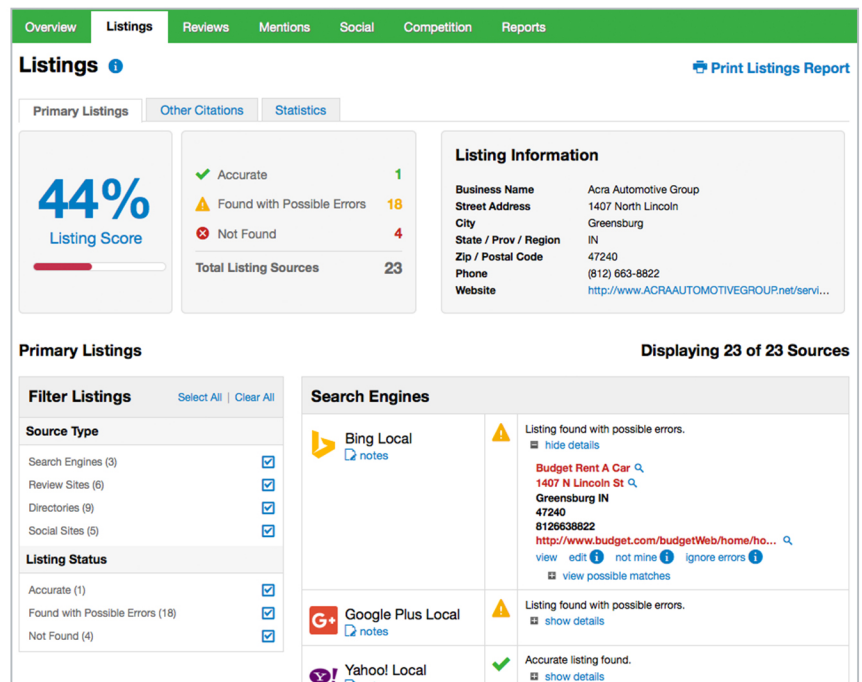 Overview Listings Reviews Mentions Social Competition Reports
Listings i
Print Listings Report
Primary Listings Other Citations Statistics
44%
Listing Score
Accurate 1
Found with Possible Errors 18
Not Found 4
Total Listing Sources 23
Listing Information
Business Name Acra Automotive Group
Street Address 1407 North Lincoln
City Greensburg
State / Prov / Region IN
Zip / Postal Code 47240
Phone (812) 663-8822
Website http://www.ACRAAUTOMOTIVEGROUP.net/servi...
Primary Listings
Displaying 23 of 23 Sources
Filter Listings Select All | Clear All
Source Type
Search Engines (3)
Review Sites (6)
Directories (9)
Social Sites (5)
Listing Status
Accurate (1)
Found with Possible Errors (18)
Not Found (4)
Search Engines
Bing Local
notes
Listing found with possible errors.
hide details
Budget Rent A Car
1407 N Lincoln St
Greensburg IN
47240
8126638822
http://www.budget.com/budgetWeb/home/ho...
view edit i not mine i ignore errors i
view possible matches
G+ Google Plus Local
notes
Listing found with possible errors.
show details
Y! Yahoo! Local
Accurate listing found.
show details